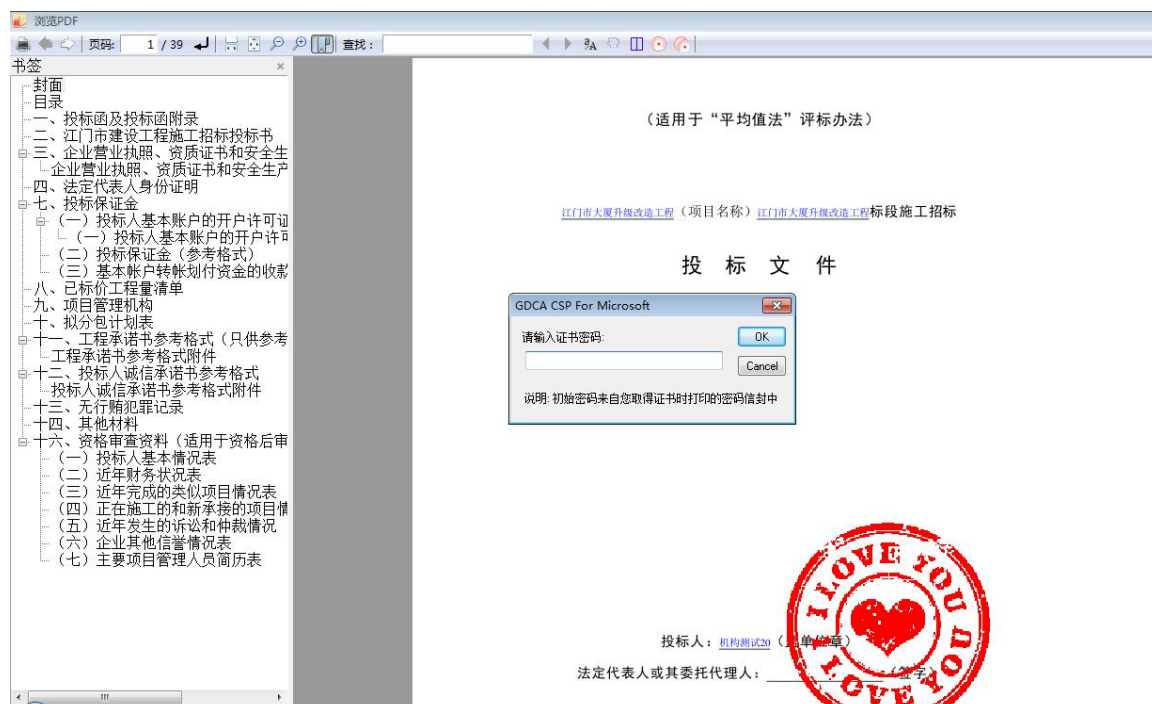 浏览PDF
页码: 1 / 39 查找：
书签
封面
目录
一、投标函及投标函附录
二、江门市建设工程施工招标投标书
三、企业营业执照、资质证书和安全生
企业营业执照、资质证书和安全生产
四、法定代表人身份证明
七、投标保证金
（一）投标人基本账户的开户许可证
（一）投标人基本账户的开户许可
（二）投标保证金（参考格式）
（三）基本帐户转帐划付资金的收款
八、已标价工程量清单
九、项目管理机构
十、拟分包计划表
十一、工程承诺书参考格式（只供参考
工程承诺书参考格式附件
十二、投标人诚信承诺书参考格式
投标人诚信承诺书参考格式附件
十三、无行贿犯罪记录
十四、其他材料
十六、资格审查资料（适用于资格后审
（一）投标人基本情况表
（二）近年财务状况表
（三）近年完成的类似项目情况表
（四）正在施工的和新承接的项目情
（五）近年发生的诉讼和仲裁情况
（六）企业其他信誉情况表
（七）主要项目管理人员简历表
（适用于“平均值法”评标办法）
江门市大厦升级改造工程（项目名称）江门市大厦升级改造工程标段施工招标
投 标 文 件
GDCA CSP For Microsoft
请输入证书密码:
OK
Cancel
说明: 初始密码来自您取得证书时打印的密码信封中
投标人：机构测试20（ 单位章）
法定代表人或其委托代理人：（签字）
I LOVE YOU
I LOVE YOU